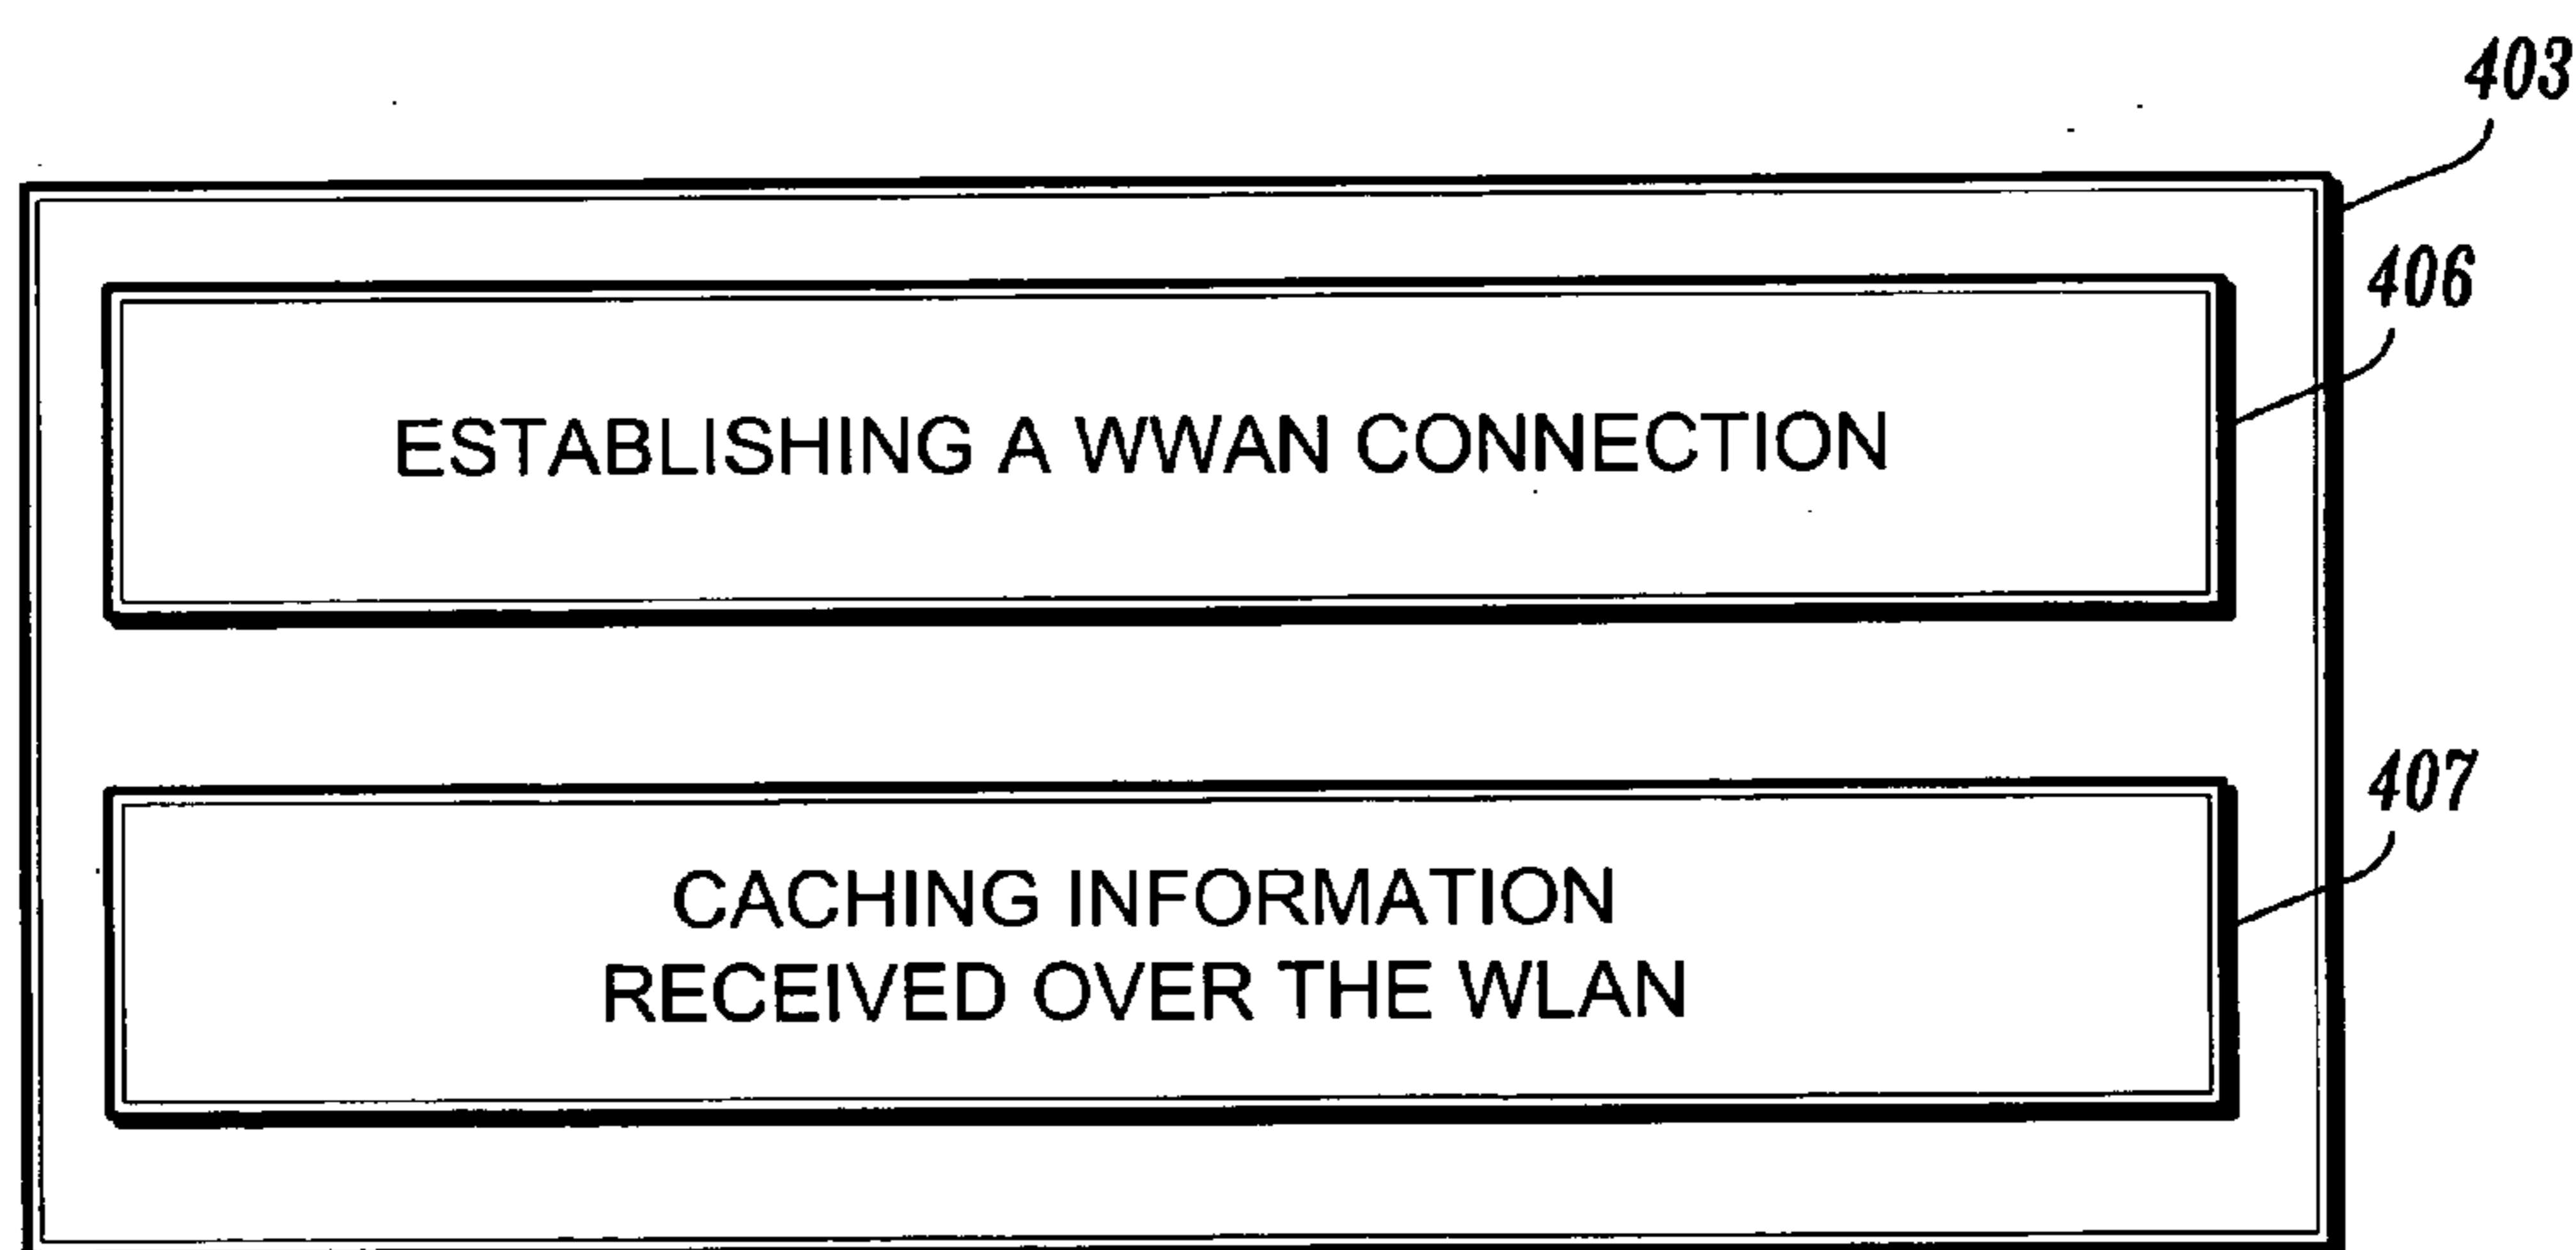 403
406
ESTABLISHING A WWAN CONNECTION
407
CACHING INFORMATION
RECEIVED OVER THE WLAN